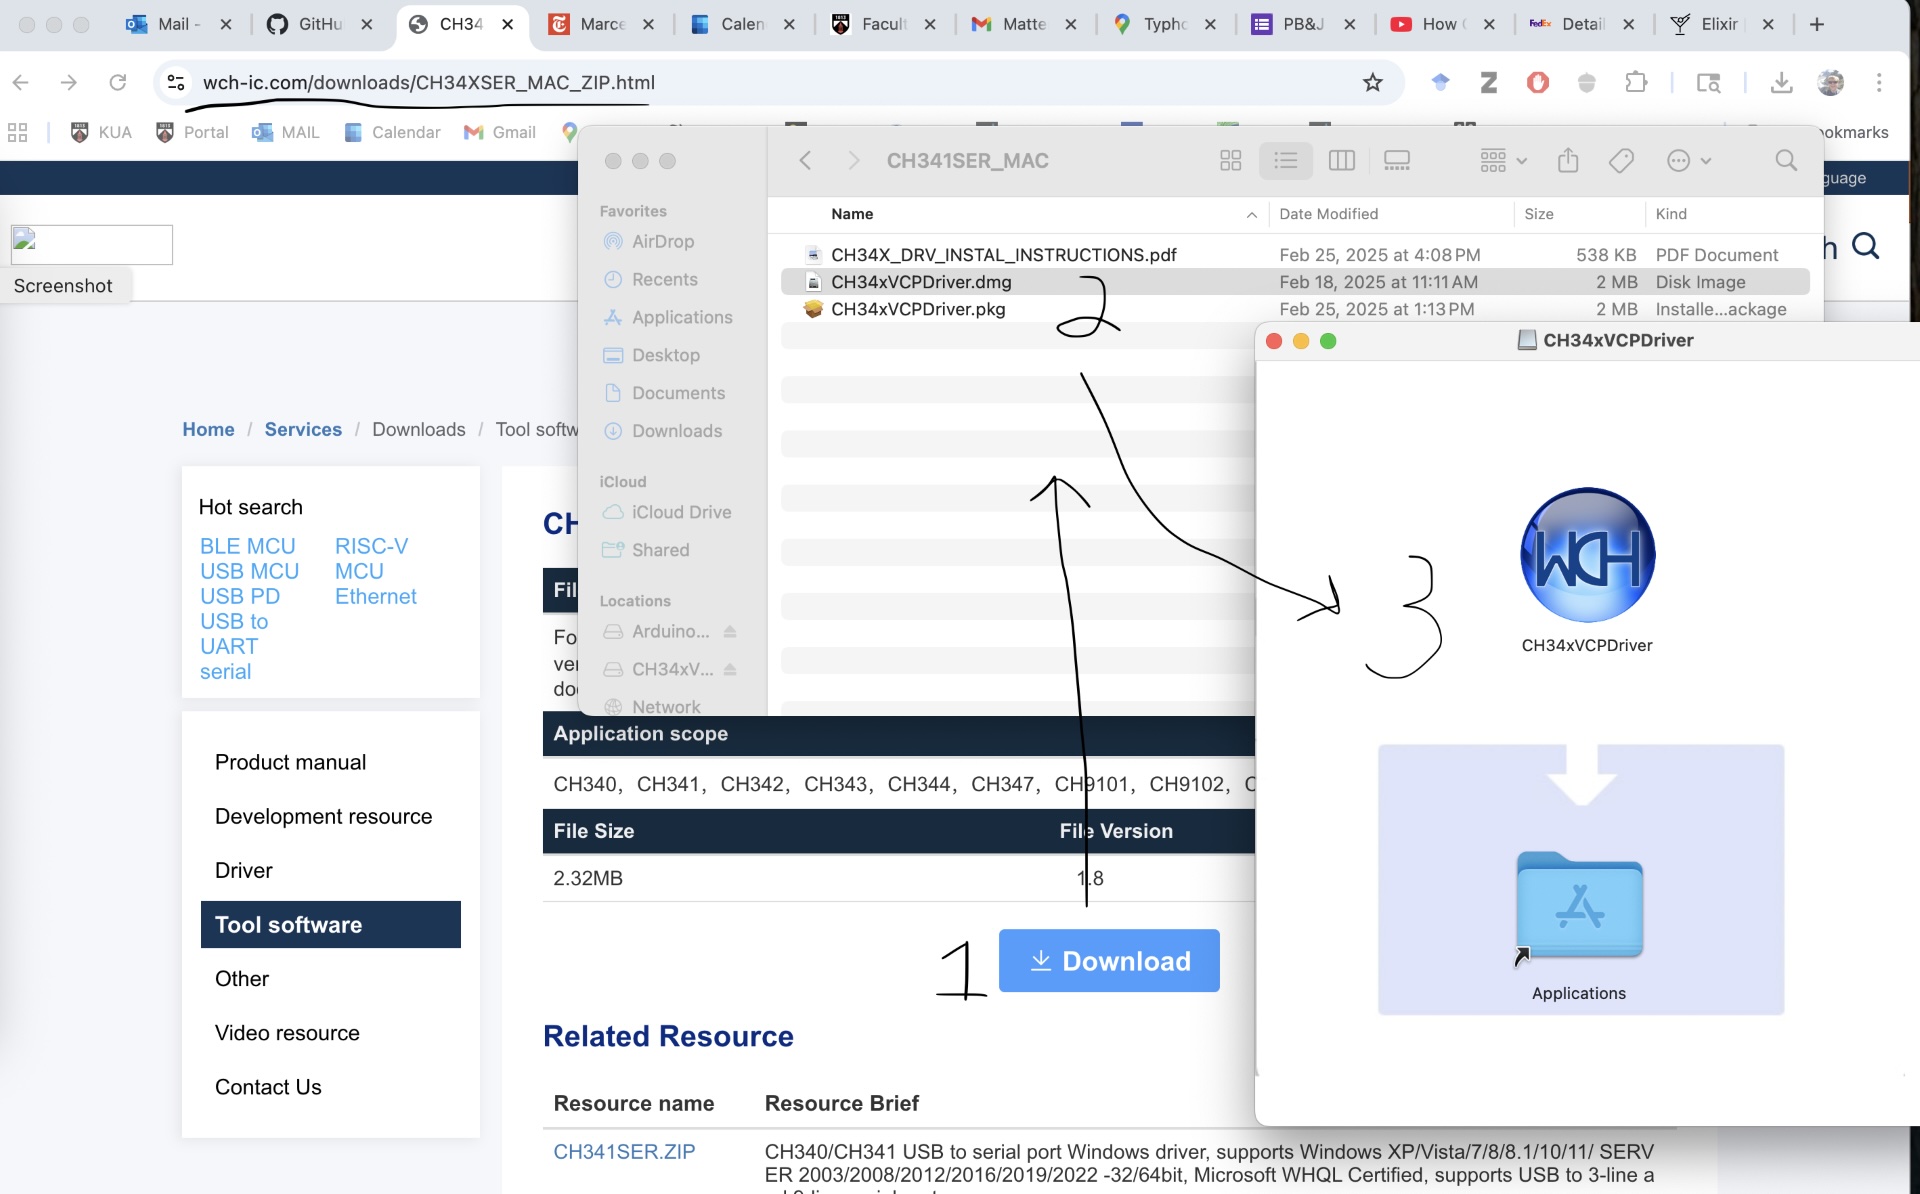 Mail -
GitHu
CH34
Marce
Calen
Facult
Matte
Typho
PB&J
How
Detail
Elixir
wch-ic.com/downloads/CH34XSER_MAC_ZIP.html
KUA
Portal
MAIL
Calendar
Gmail
okmarks
guage
Screenshot
h
Home / Services / Downloads / Tool softw
Hot search
BLE MCU
USB MCU
USB PD
USB to
UART
serial
RISC-V
MCU
Ethernet
Product manual
Development resource
Driver
Tool software
Other
Video resource
Contact Us
CH341SER_MAC
Favorites
AirDrop
Recents
Applications
Desktop
Documents
Downloads
iCloud
iCloud Drive
Shared
Locations
Arduino...
CH34xV...
Network
Name Date Modified Size Kind
CH34X_DRV_INSTAL_INSTRUCTIONS.pdf Feb 25, 2025 at 4:08 PM 538 KB PDF Document
CH34xVCPDriver.dmg Feb 18, 2025 at 11:11 AM 2 MB Disk Image
CH34xVCPDriver.pkg Feb 25, 2025 at 1:13 PM 2 MB Installe...ackage
2
CH34xVCPDriver
WCH
CH34xVCPDriver
3
Applications
CH
Fil
Fo
ver
do
Application scope
CH340, CH341, CH342, CH343, CH344, CH347, CH9101, CH9102, C
File Size File Version
2.32MB 1.8
1
Download
Related Resource
Resource name Resource Brief
CH341SER.ZIP CH340/CH341 USB to serial port Windows driver, supports Windows XP/Vista/7/8/8.1/10/11/ SERV
ER 2003/2008/2012/2016/2019/2022 -32/64bit, Microsoft WHQL Certified, supports USB to 3-line a